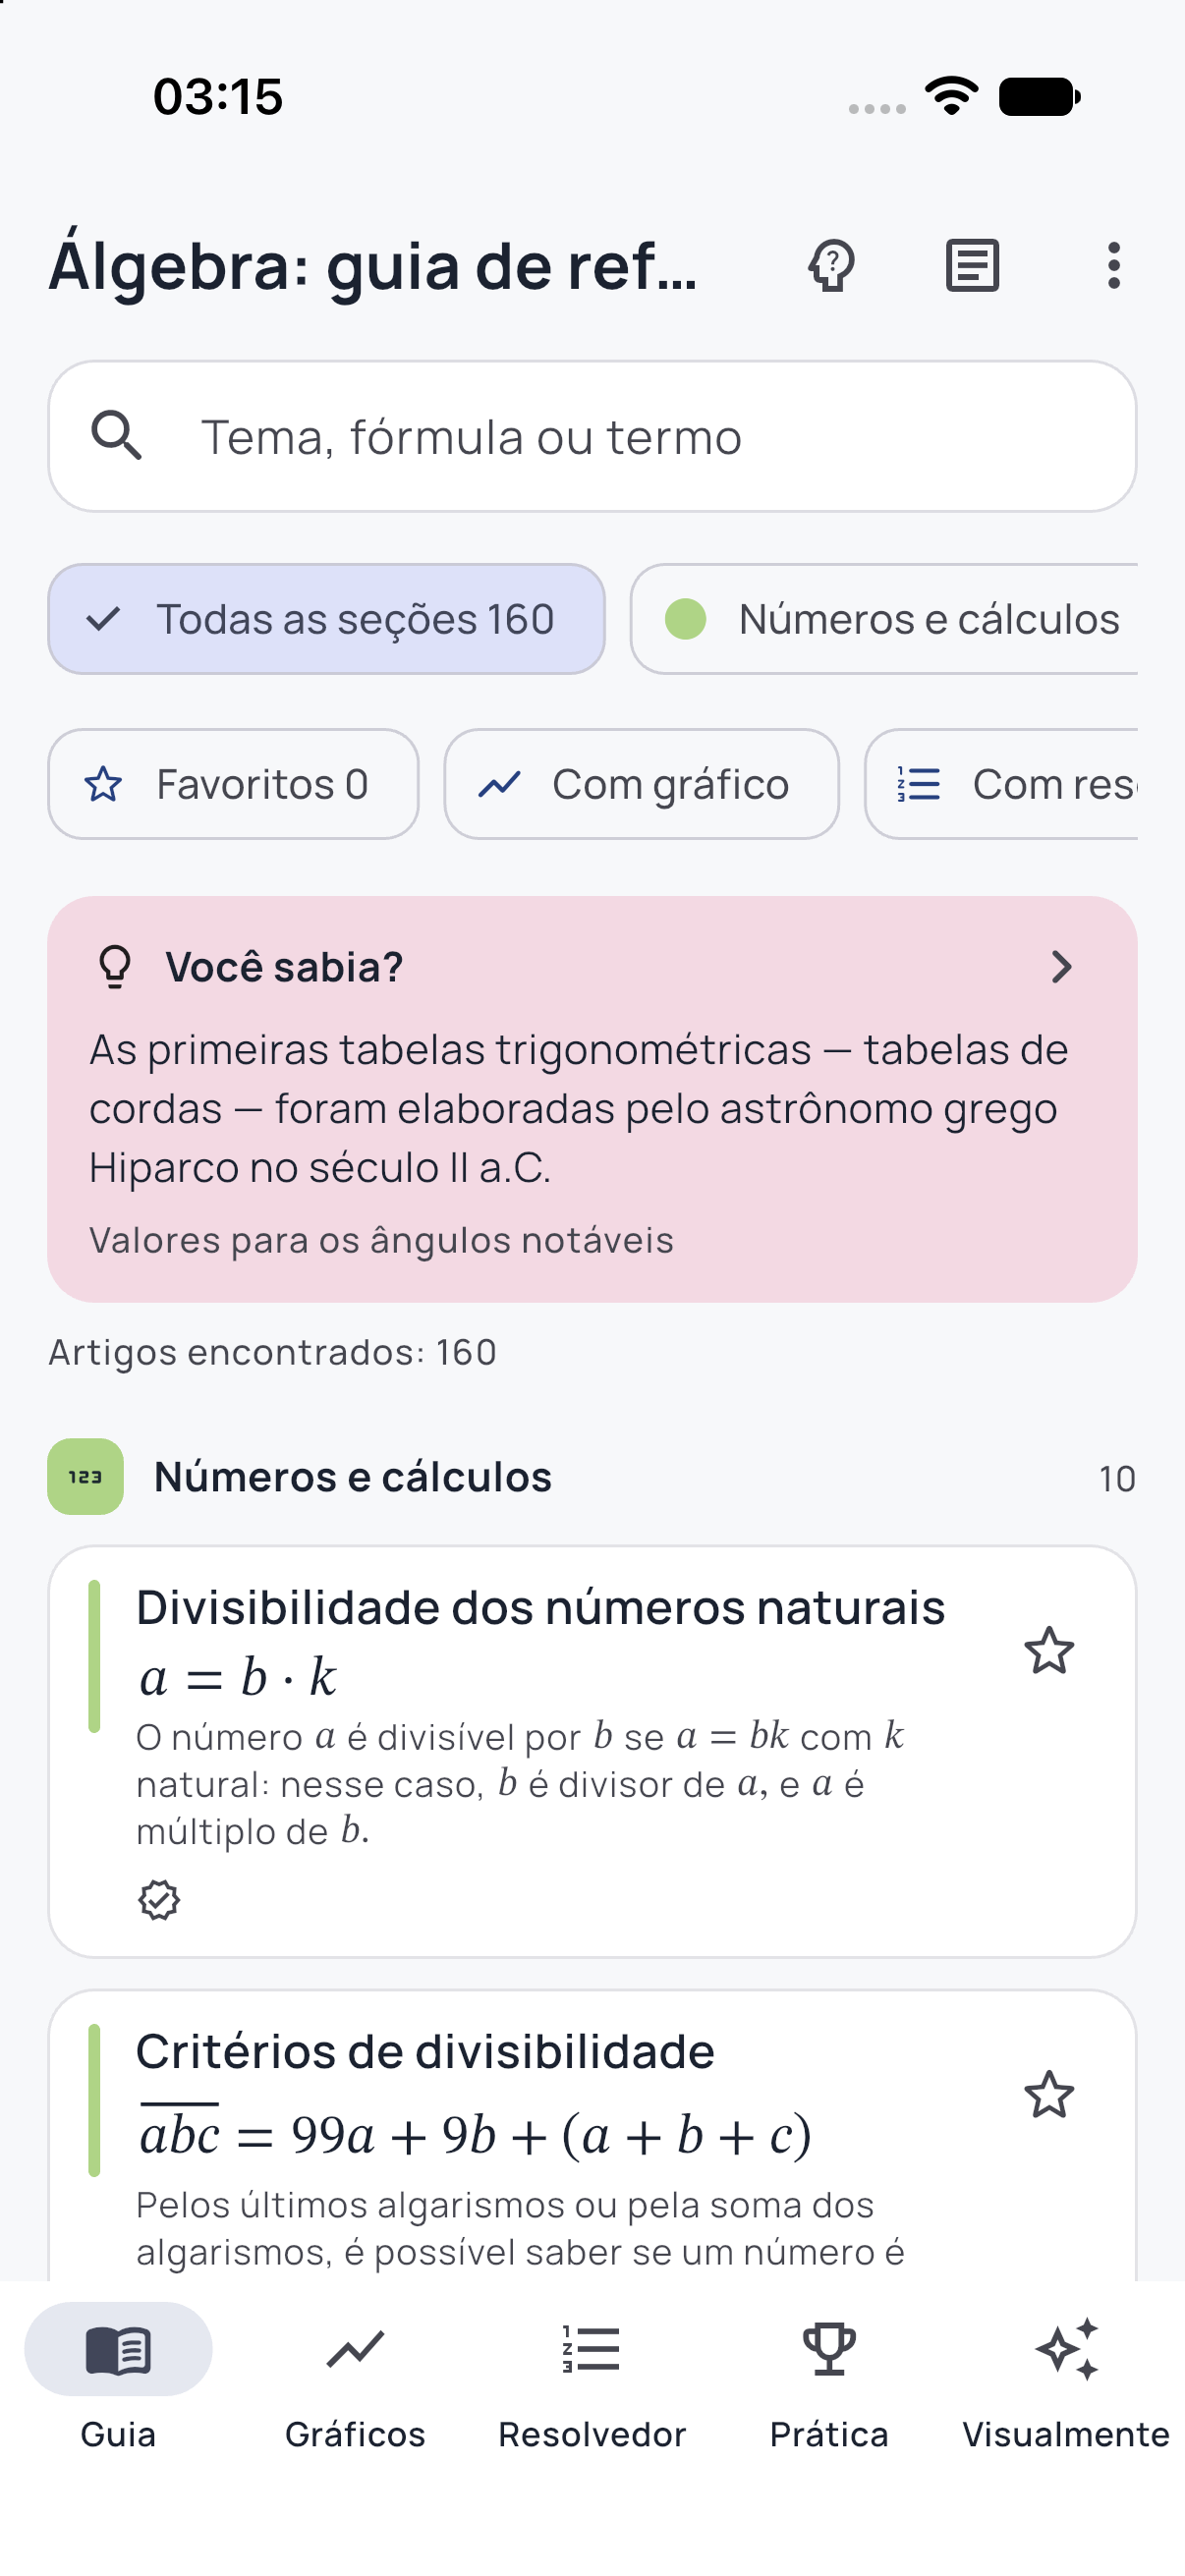 03:15
Álgebra: guia de ref...
Tema, fórmula ou termo
Todas as seções 160
Números e cálculos
Favoritos 0
Com gráfico
Com res
Você sabia?
As primeiras tabelas trigonométricas — tabelas de
cordas — foram elaboradas pelo astrônomo grego
Hiparco no século II a.C.
Valores para os ângulos notáveis
Artigos encontrados: 160
123
Números e cálculos
10
Divisibilidade dos números naturais
a = b · k
O número a é divisível por b se a = bk com k
natural: nesse caso, b é divisor de a, e a é
múltiplo de b.
Critérios de divisibilidade
a̅b̅c̅ = 99a + 9b + (a + b + c)
Pelos últimos algarismos ou pela soma dos
algarismos, é possível saber se um número é
Guia
Gráficos
Resolvedor
Prática
Visualmente